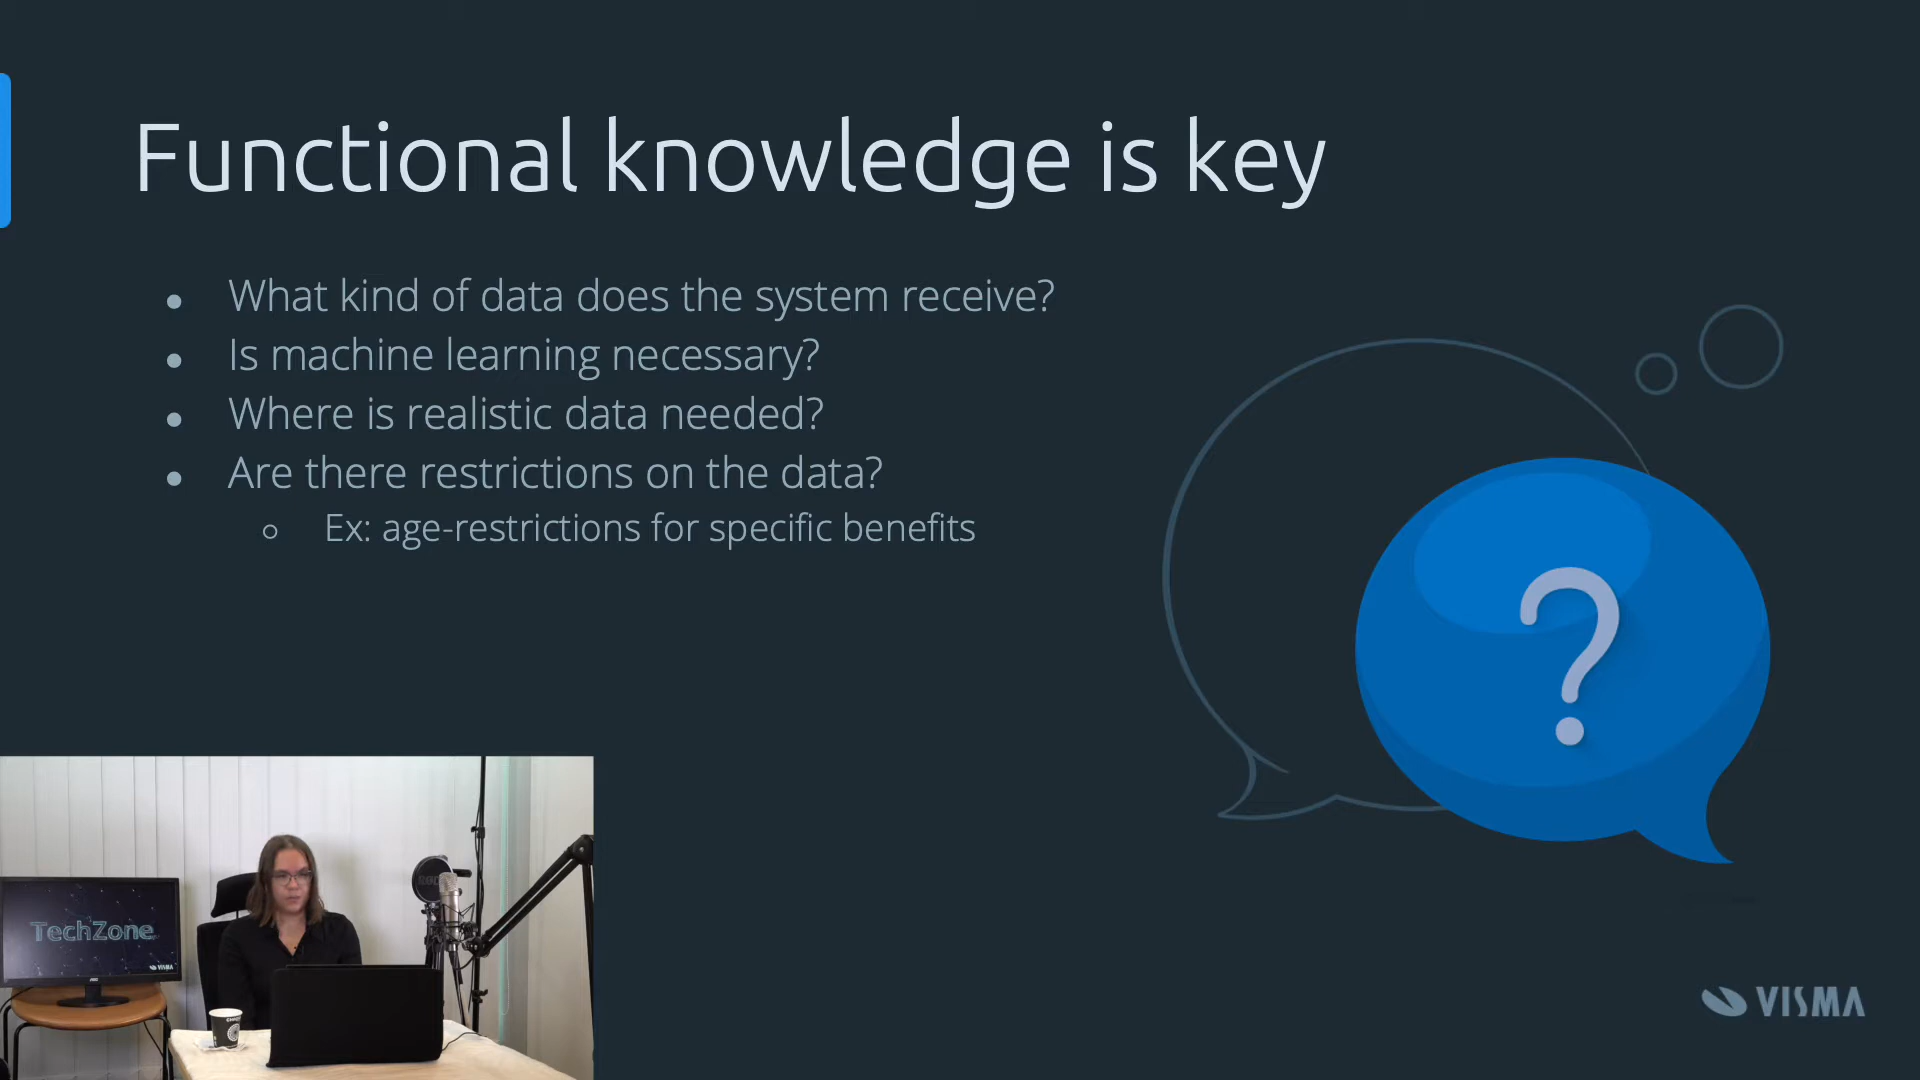 Functional knowledge is key
● What kind of data does the system receive?
● Is machine learning necessary?
● Where is realistic data needed?
● Are there restrictions on the data?
○ Ex: age-restrictions for specific benefits
?
TechZone
VISMA
VISMA